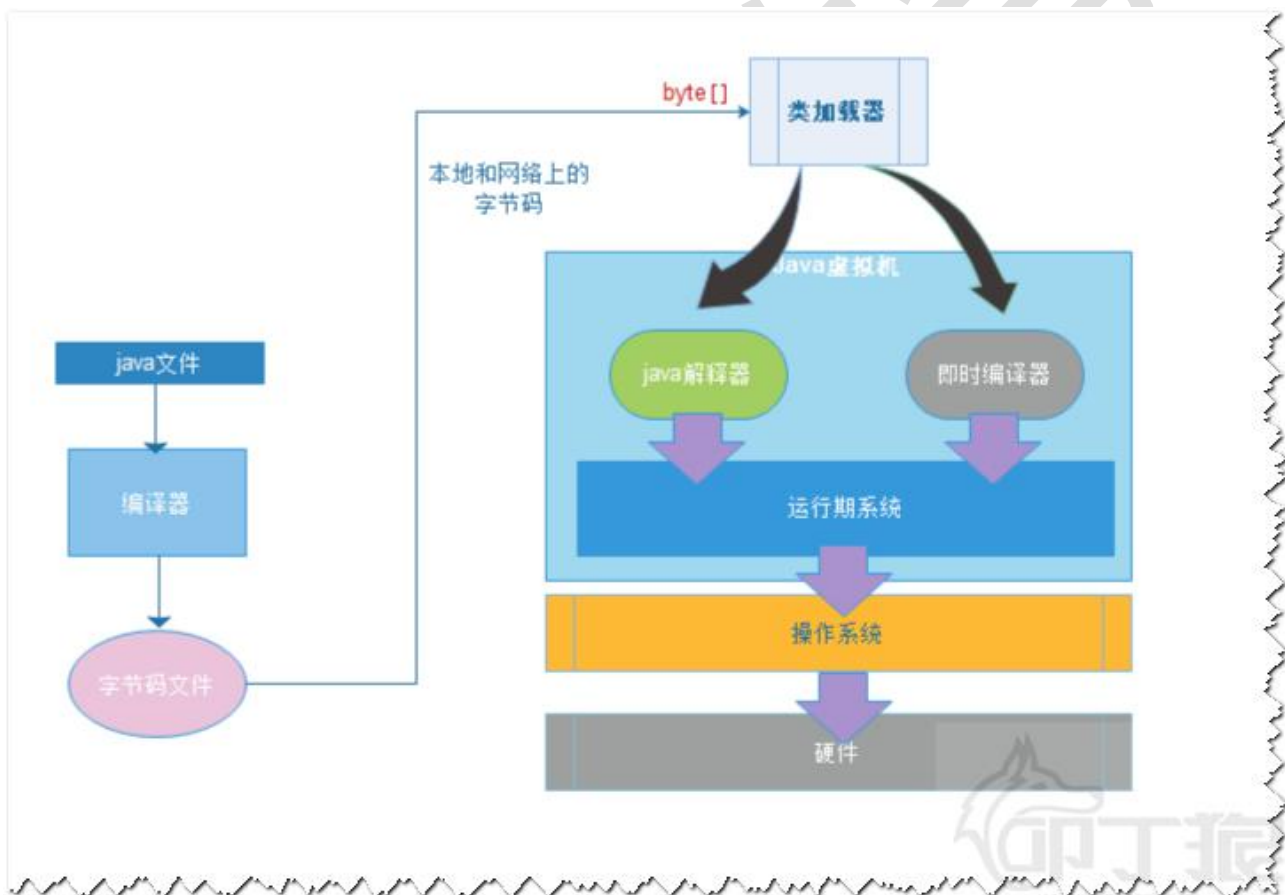 byte[]
类加载器
本地和网络上的
字节码
Java虚拟机
java文件
java解释器
即时编译器
编译器
运行期系统
操作系统
字节码文件
硬件
叩丁狼